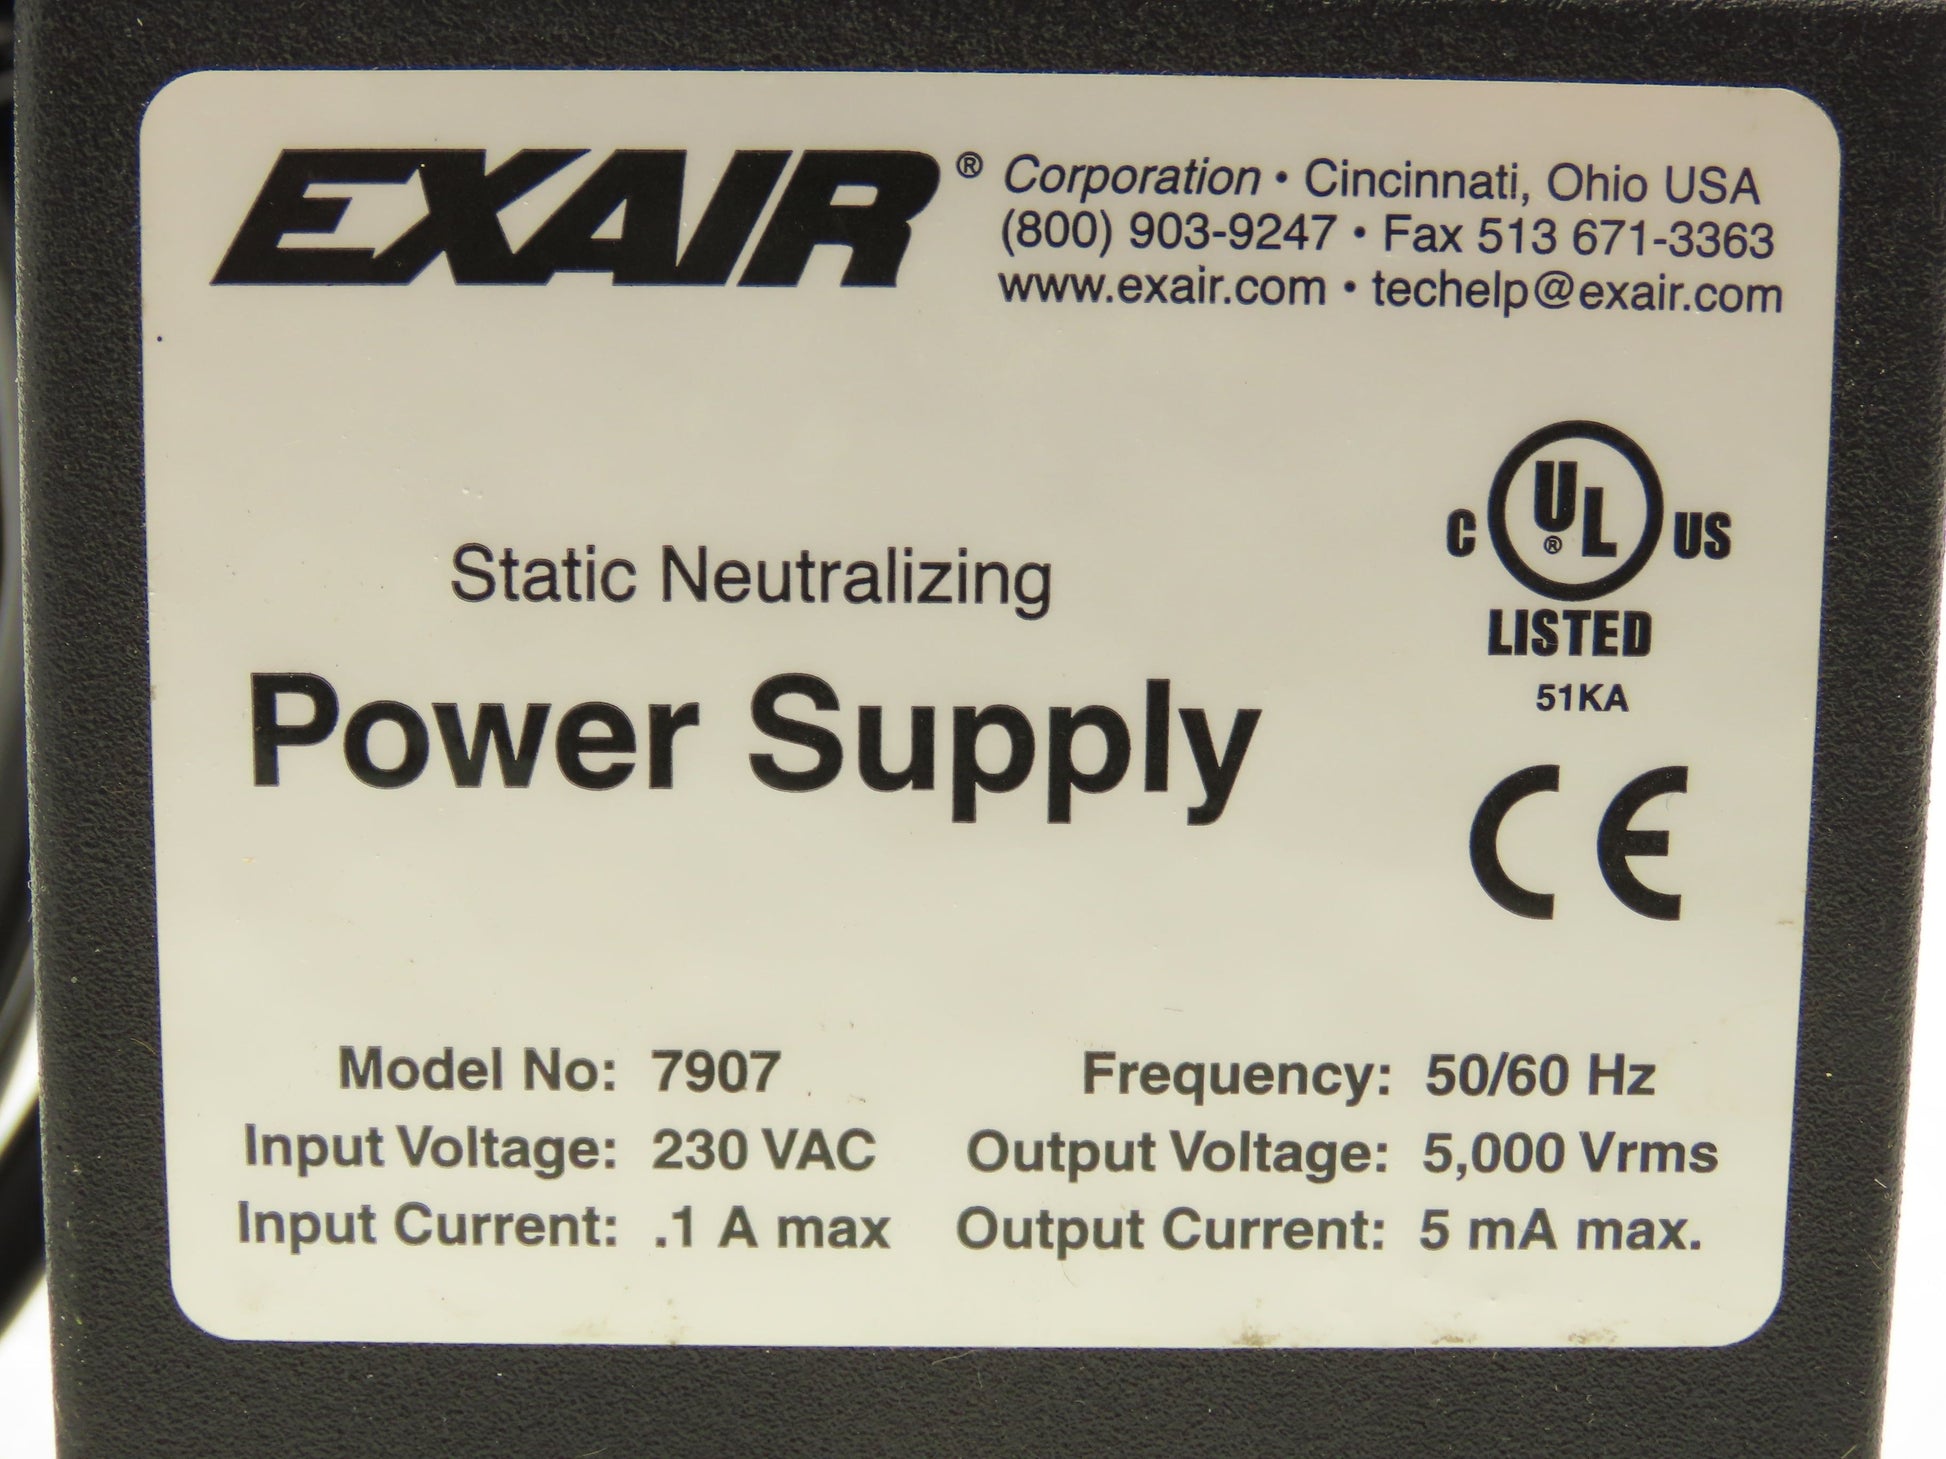 EXAIR® Corporation • Cincinnati, Ohio USA
(800) 903-9247 • Fax 513 671-3363
www.exair.com • techelp@exair.com
Static Neutralizing
Power Supply
C UL® US
LISTED
51KA
CE
Model No: 7907
Input Voltage: 230 VAC
Input Current: .1 A max
Frequency: 50/60 Hz
Output Voltage: 5,000 Vrms
Output Current: 5 mA max.